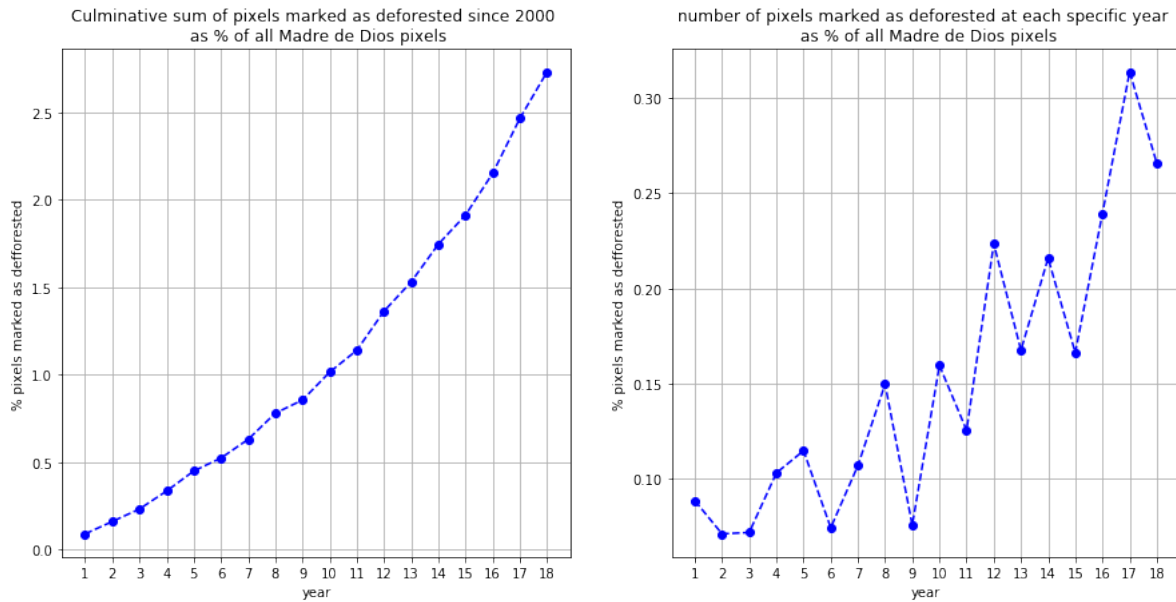 Culminative sum of pixels marked as deforested since 2000
as % of all Madre de Dios pixels
% pixels marked as defforested
2.5
2.0
1.5
1.0
0.5
0.0
1 2 3 4 5 6 7 8 9 10 11 12 13 14 15 16 17 18
year
number of pixels marked as deforested at each specific year
as % of all Madre de Dios pixels
% pixels marked as defforested
0.30
0.25
0.20
0.15
0.10
1 2 3 4 5 6 7 8 9 10 11 12 13 14 15 16 17 18
year